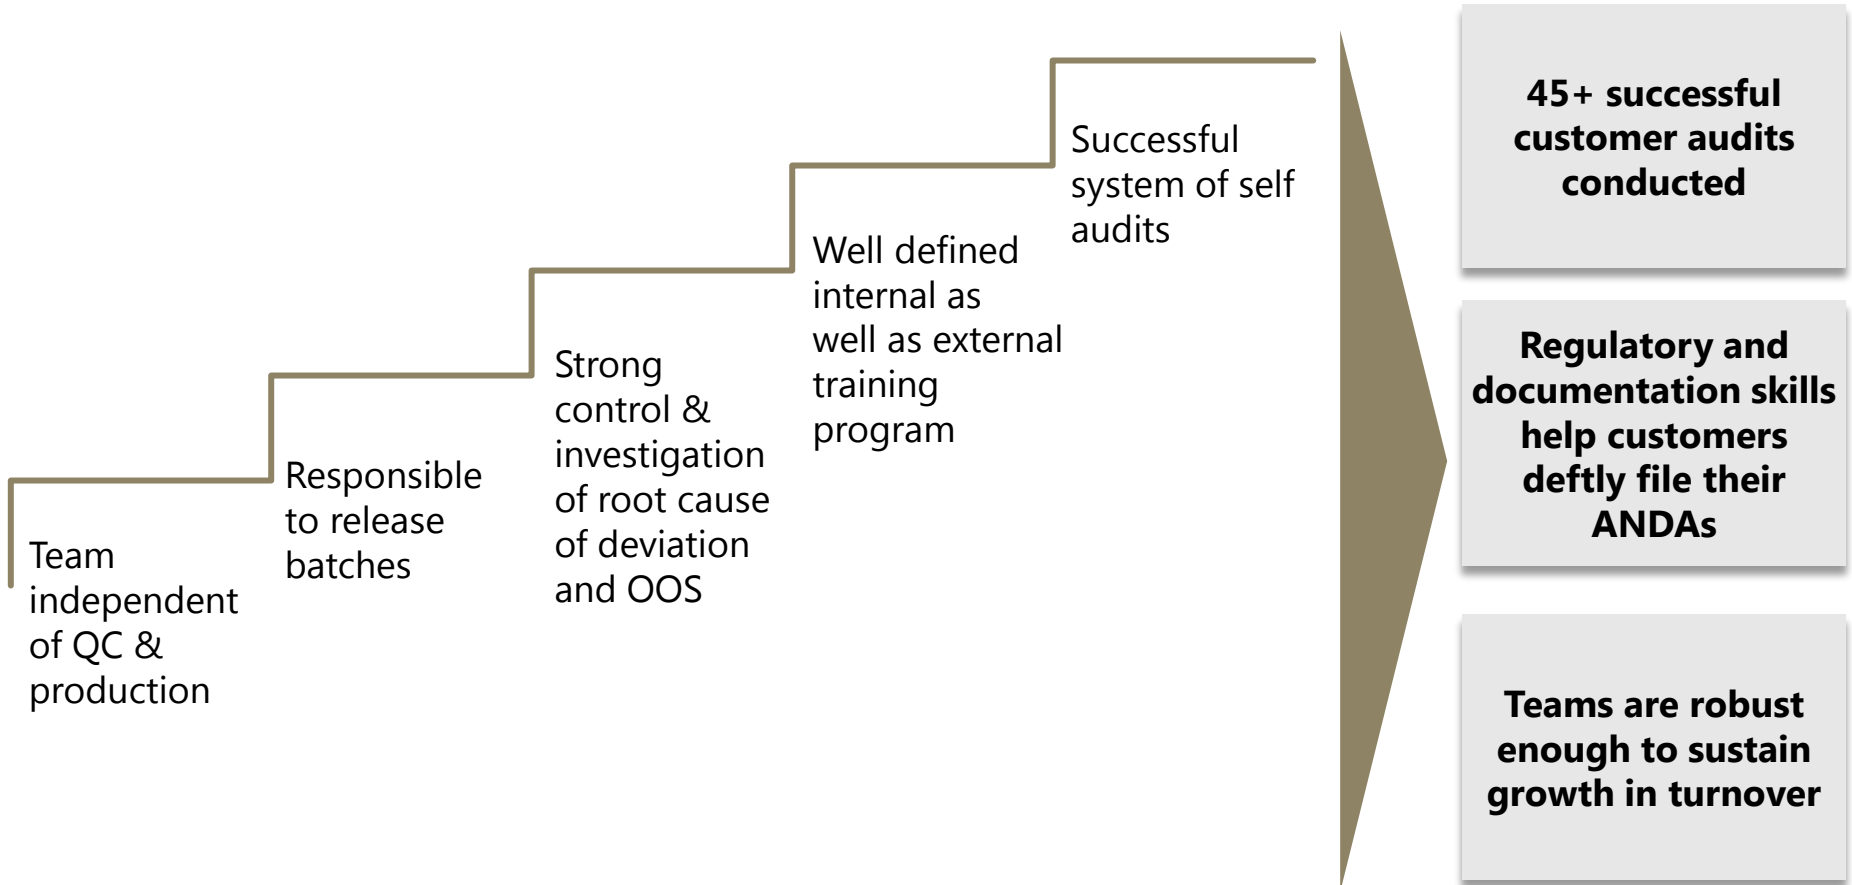 Team
independent
of QC &
production
Responsible
to release
batches
Strong
control &
investigation
of root cause
of deviation
and OOS
Well defined
internal as
well as external
training
program
Successful
system of self
audits
45+ successful
customer audits
conducted
Regulatory and
documentation skills
help customers
deftly file their
ANDAs
Teams are robust
enough to sustain
growth in turnover